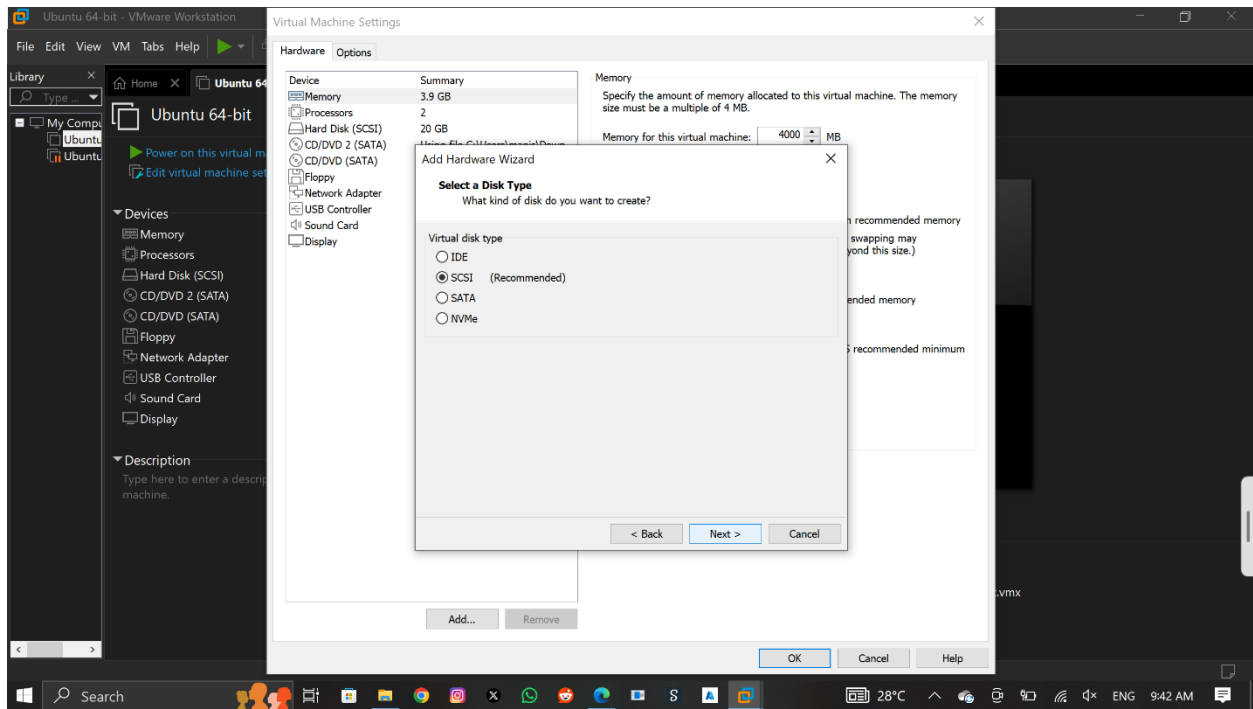 Ubuntu 64-bit - VMware Workstation
File Edit View VM Tabs Help
Library
Type ...
My Compu
Ubuntu
Ubuntu
Home
Ubuntu 64
Ubuntu 64-bit
Power on this virtual m
Edit virtual machine set
Devices
Memory
Processors
Hard Disk (SCSI)
CD/DVD 2 (SATA)
CD/DVD (SATA)
Floppy
Network Adapter
USB Controller
Sound Card
Display
Description
Type here to enter a descrip
machine.
Virtual Machine Settings
Hardware Options
Device Summary
Memory 3.9 GB
Processors 2
Hard Disk (SCSI) 20 GB
CD/DVD 2 (SATA)
CD/DVD (SATA)
Floppy
Network Adapter
USB Controller
Sound Card
Display
Add... Remove
Memory
Specify the amount of memory allocated to this virtual machine. The memory
size must be a multiple of 4 MB.
Memory for this virtual machine: 4000 MB
recommended memory
swapping may
yond this size.)
ended memory
recommended minimum
Add Hardware Wizard
Select a Disk Type
What kind of disk do you want to create?
Virtual disk type
IDE
SCSI (Recommended)
SATA
NVMe
< Back Next > Cancel
.vmx
OK Cancel Help
Search
28°C
ENG 9:42 AM